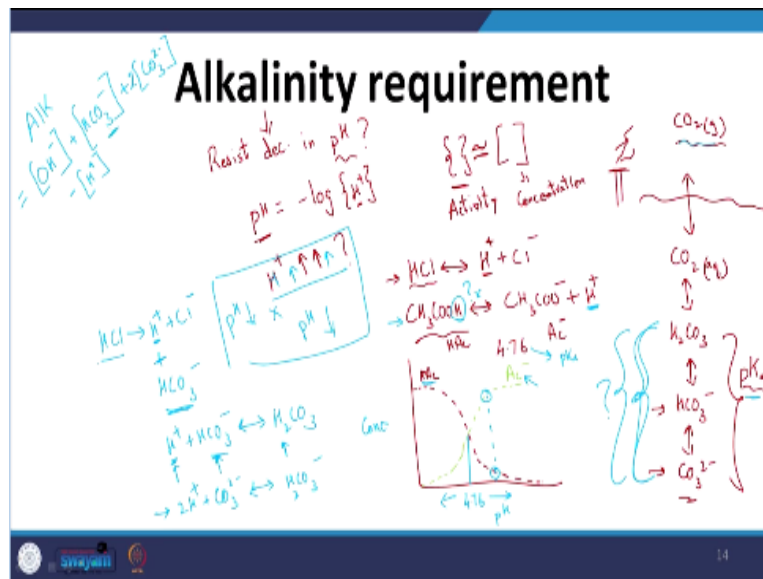 Alkalinity requirement
Alk
= [OH⁻] + [HCO₃⁻] + 2[CO₃²⁻]
- [H⁺]
Resist dec. in pH ?
pH = -log {H⁺}
{ } ≃ [ ]
Activity Concentration
CO₂(g)
CO₂(aq)
H₂CO₃
HCO₃⁻
CO₃²⁻
?
pKa
H⁺ ↑ ↑ ↑ ↑ ?
pH ↓ x pH ↓
→ HCl ↔ H⁺ + Cl⁻
→ CH₃COOH ↔ CH₃COO⁻ + H⁺
?x
HAc Ac⁻
4.76 → pKa
HAc
Ac⁻
Conc
← 4.76 →
pH
HCl → H⁺ + Cl⁻
+
HCO₃⁻
H⁺ + HCO₃⁻ ↔ H₂CO₃
→ 2H⁺ + CO₃²⁻ ↔
swayam
14